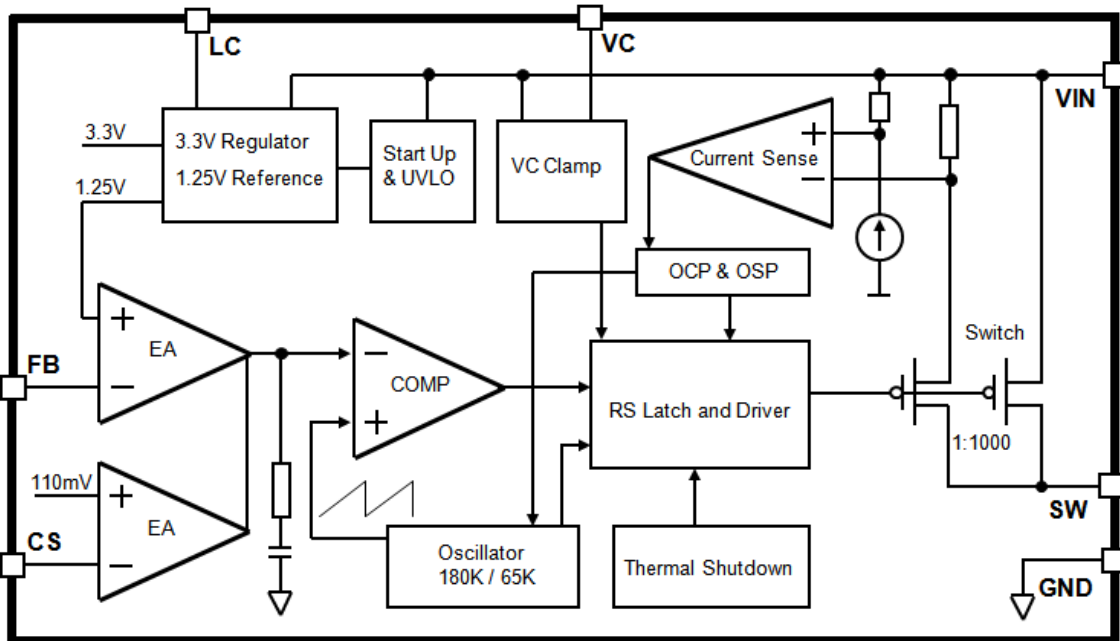 LC
VC
VIN
3.3V
3.3V Regulator
1.25V Reference
1.25V
Start Up
& UVLO
VC Clamp
+
Current Sense
−
OCP & OSP
Switch
+
EA
FB
−
−
COMP
+
RS Latch and Driver
1:1000
110mV
+
EA
CS
−
SW
Oscillator
180K / 65K
Thermal Shutdown
GND